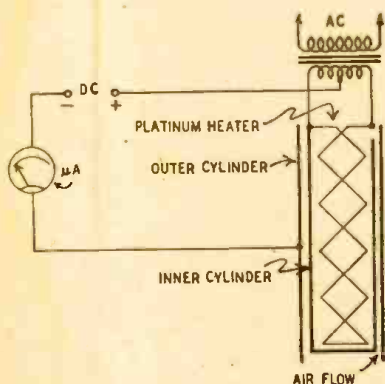 AC
DC
- +
PLATINUM HEATER
μA
OUTER CYLINDER
INNER CYLINDER
AIR FLOW